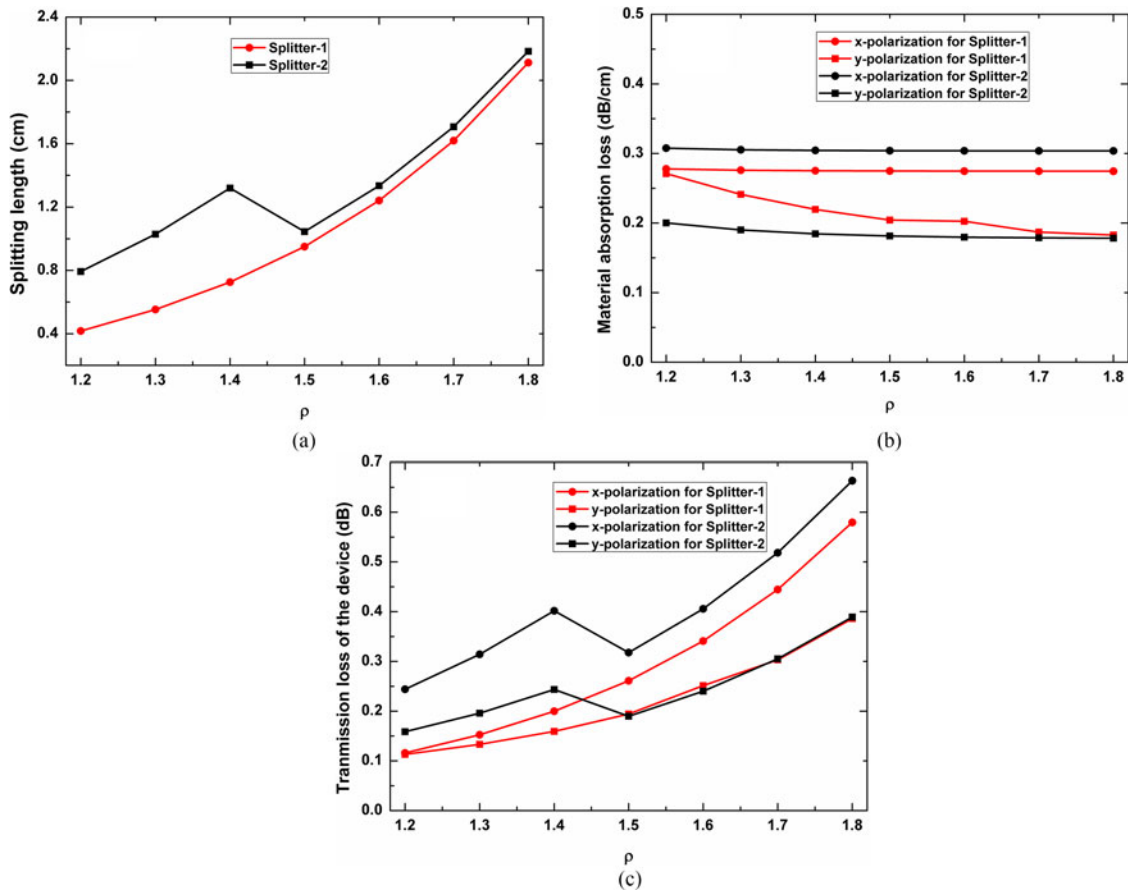 2.4
2.0
1.6
1.2
0.8
0.4
Splitting length (cm)
Splitter-1
Splitter-2
1.2 1.3 1.4 1.5 1.6 1.7 1.8
ρ
(a)
0.5
0.4
0.3
0.2
0.1
0.0
Material absorption loss (dB/cm)
x-polarization for Splitter-1
y-polarization for Splitter-1
x-polarization for Splitter-2
y-polarization for Splitter-2
1.2 1.3 1.4 1.5 1.6 1.7 1.8
ρ
(b)
0.7
0.6
0.5
0.4
0.3
0.2
0.1
0.0
Tranmission loss of the device (dB)
x-polarization for Splitter-1
y-polarization for Splitter-1
x-polarization for Splitter-2
y-polarization for Splitter-2
1.2 1.3 1.4 1.5 1.6 1.7 1.8
ρ
(c)